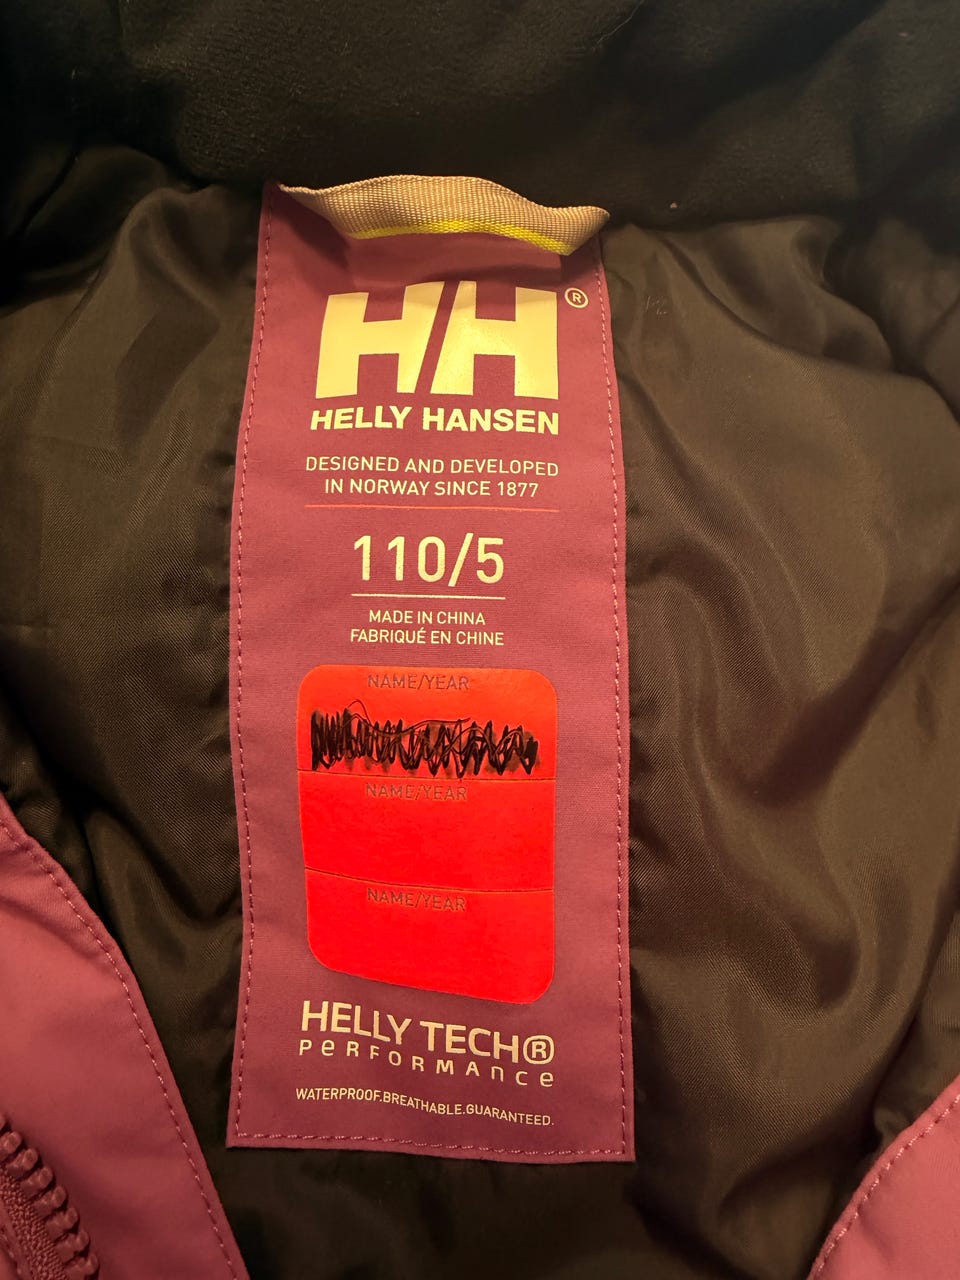 HH®
HELLY HANSEN
DESIGNED AND DEVELOPED
IN NORWAY SINCE 1877
110/5
MADE IN CHINA
FABRIQUÉ EN CHINE
NAME/YEAR
NAME/YEAR
NAME/YEAR
HELLY TECH®
PERFORMANCE
WATERPROOF.BREATHABLE.GUARANTEED.